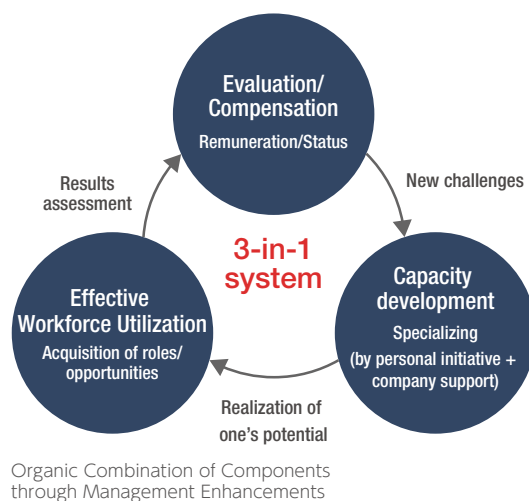 Evaluation/
Compensation
Remuneration/Status
Results
assessment
New challenges
3-in-1
system
Effective
Workforce Utilization
Acquisition of roles/
opportunities
Capacity
development
Specializing
(by personal initiative +
company support)
Realization of
one's potential
Organic Combination of Components
through Management Enhancements